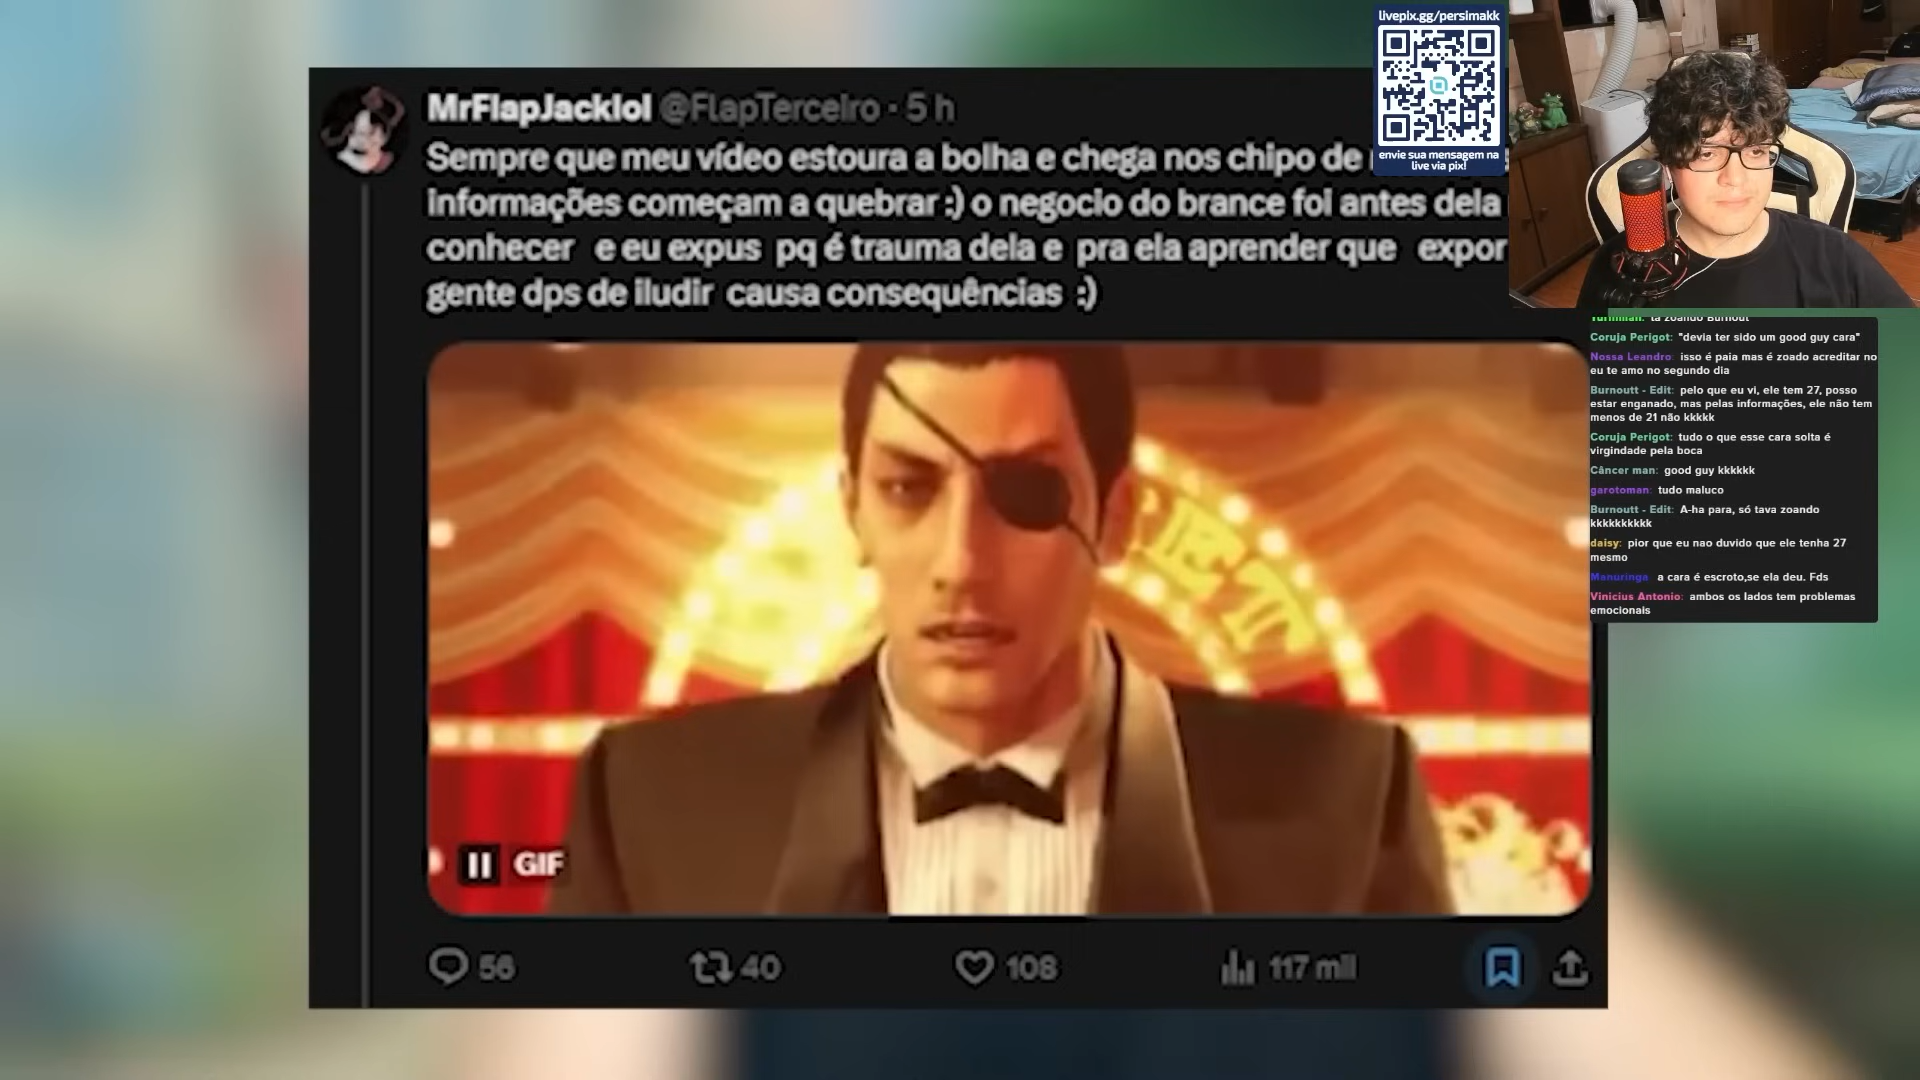 livepix.gg/persimakk
envie sua mensagem na
live via pix!
MrFlapJacklol @FlapTerceiro · 5 h
Sempre que meu vídeo estoura a bolha e chega nos chipo de
informações começam a quebrar :) o negocio do brance foi antes dela
conhecer e eu expus pq é trauma dela e pra ela aprender que expor
gente dps de iludir causa consequências :)
ET
GIF
56
40
108
117 mil
Turminan: tá zoando Burnout
Coruja Perigot: "devia ter sido um good guy cara"
Nossa Leandro: isso é paia mas é zoado acreditar no
eu te amo no segundo dia
Burnoutt - Edit: pelo que eu vi, ele tem 27, posso
estar enganado, mas pelas informações, ele não tem
menos de 21 não kkkkk
Coruja Perigot: tudo o que esse cara solta é
virgindade pela boca
Câncer man: good guy kkkkkk
garotoman: tudo maluco
Burnoutt - Edit: A-ha para, só tava zoando
kkkkkkkkkk
daisy: pior que eu nao duvido que ele tenha 27
mesmo
Manuringa a cara é escroto,se ela deu. Fds
Vinicius Antonio: ambos os lados tem problemas
emocionais